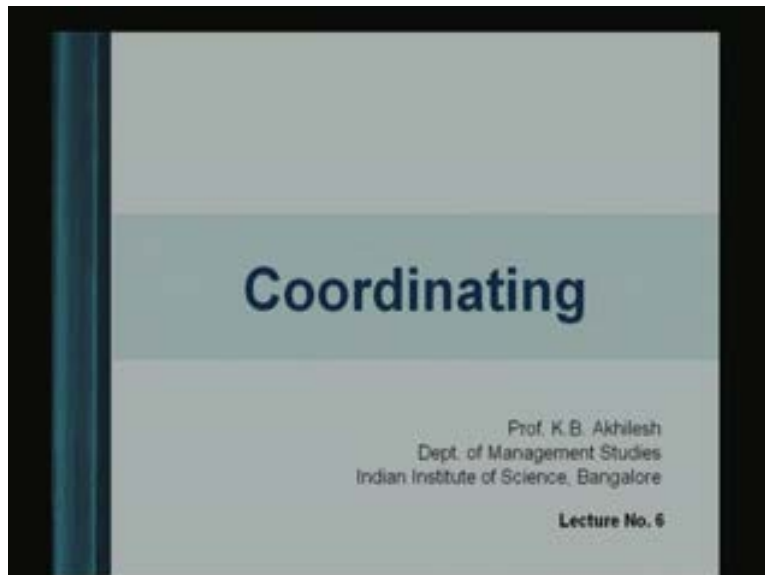 Coordinating
Prof. K.B. Akhilesh
Dept. of Management Studies
Indian Institute of Science, Bangalore
Lecture No. 6